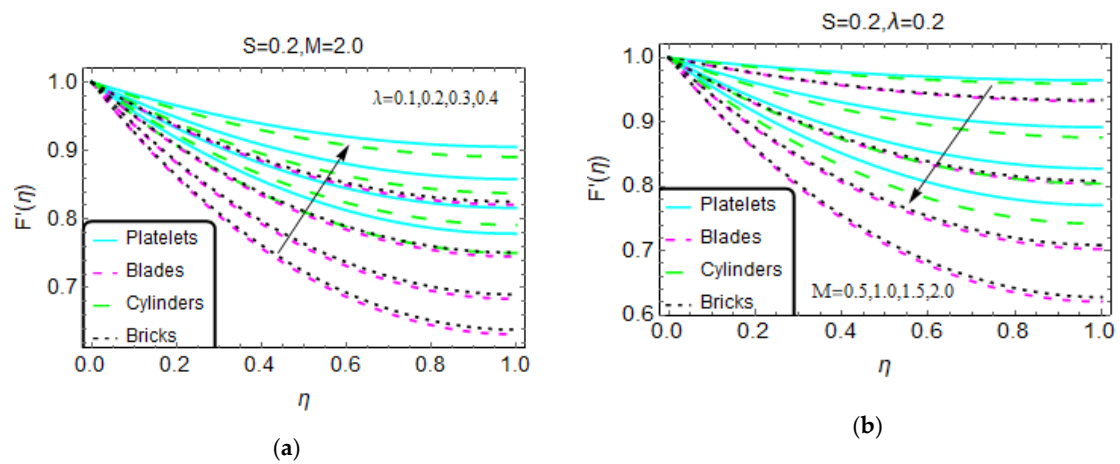 S=0.2,M=2.0
1.0
0.9
0.8
0.7
F'(η)
λ=0.1,0.2,0.3,0.4
Platelets
Blades
Cylinders
Bricks
0.0 0.2 0.4 0.6 0.8 1.0
η
(a)
S=0.2,λ=0.2
1.0
0.9
0.8
0.7
0.6
F'(η)
Platelets
Blades
Cylinders
Bricks
M=0.5,1.0,1.5,2.0
0.0 0.2 0.4 0.6 0.8 1.0
η
(b)